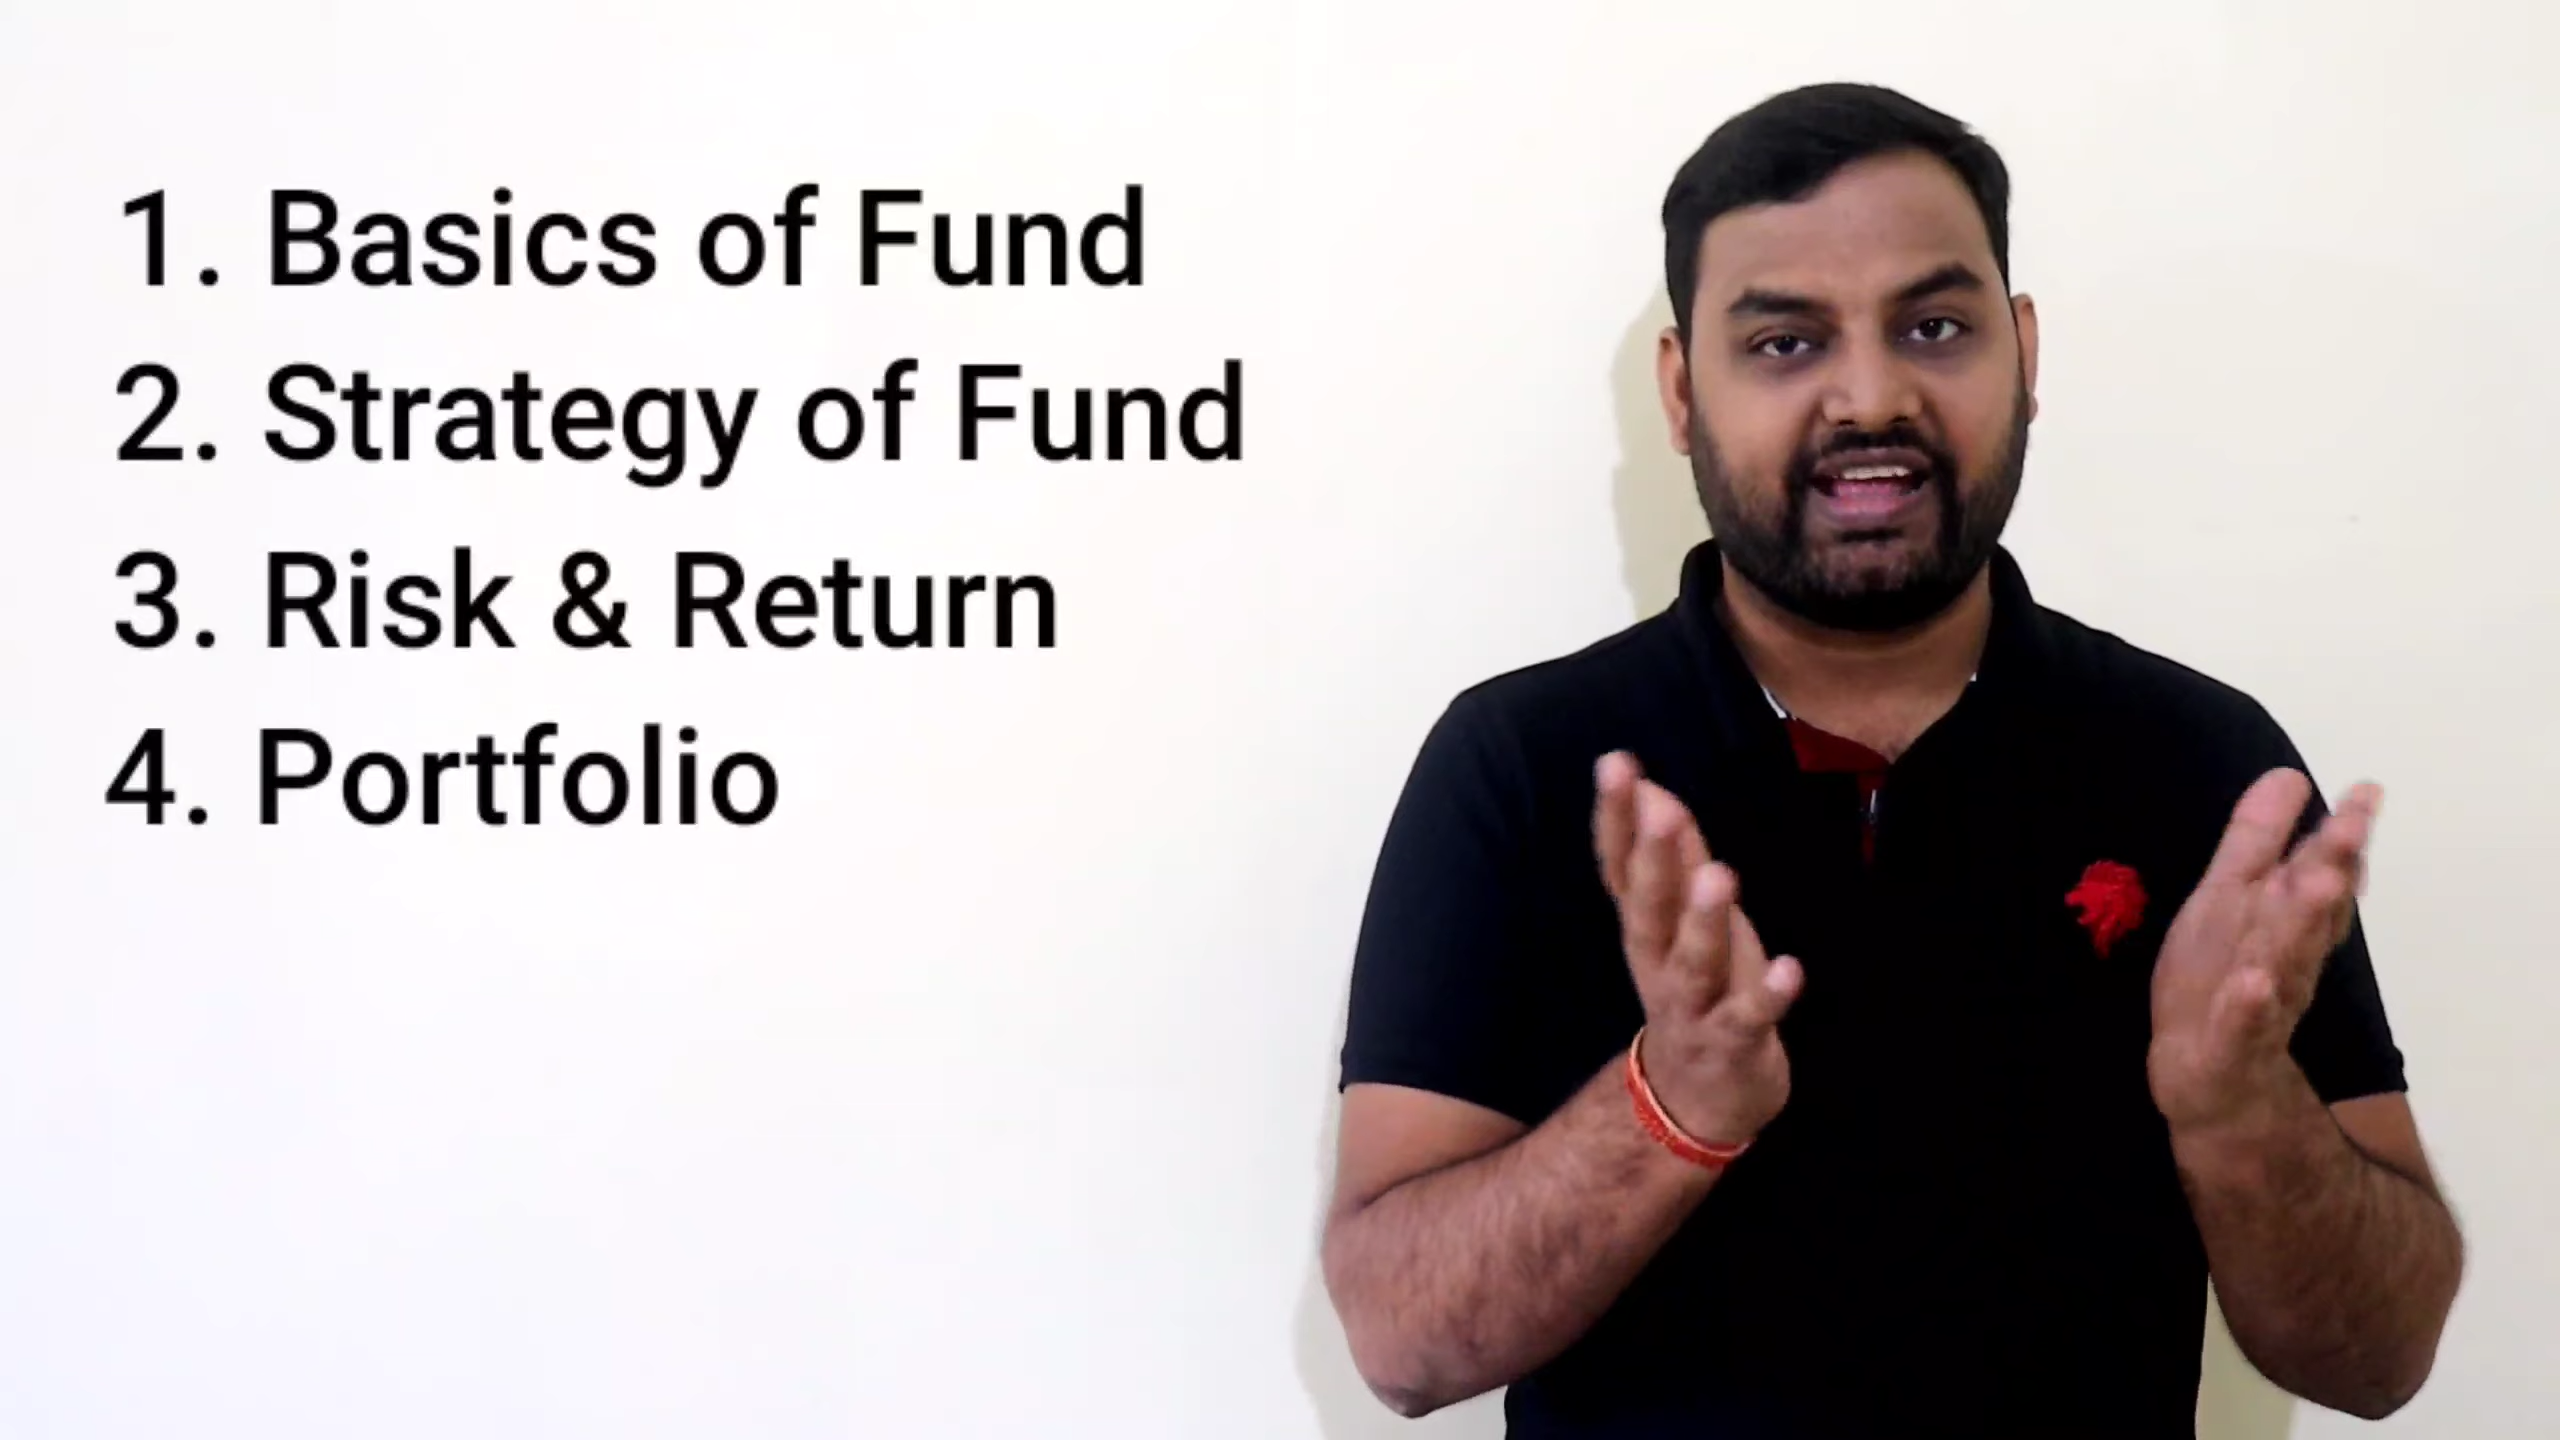 1. Basics of Fund
2. Strategy of Fund
3. Risk & Return
4. Portfolio